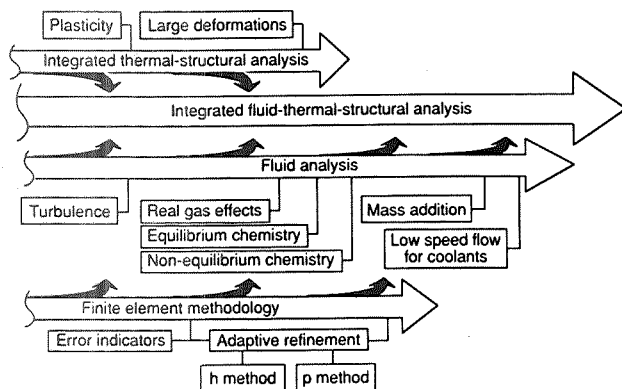 Plasticity
Large deformations
Integrated thermal-structural analysis
Integrated fluid-thermal-structural analysis
Fluid analysis
Turbulence
Real gas effects
Equilibrium chemistry
Non-equilibrium chemistry
Mass addition
Low speed flow
for coolants
Finite element methodology
Error indicators
Adaptive refinement
h method
p method